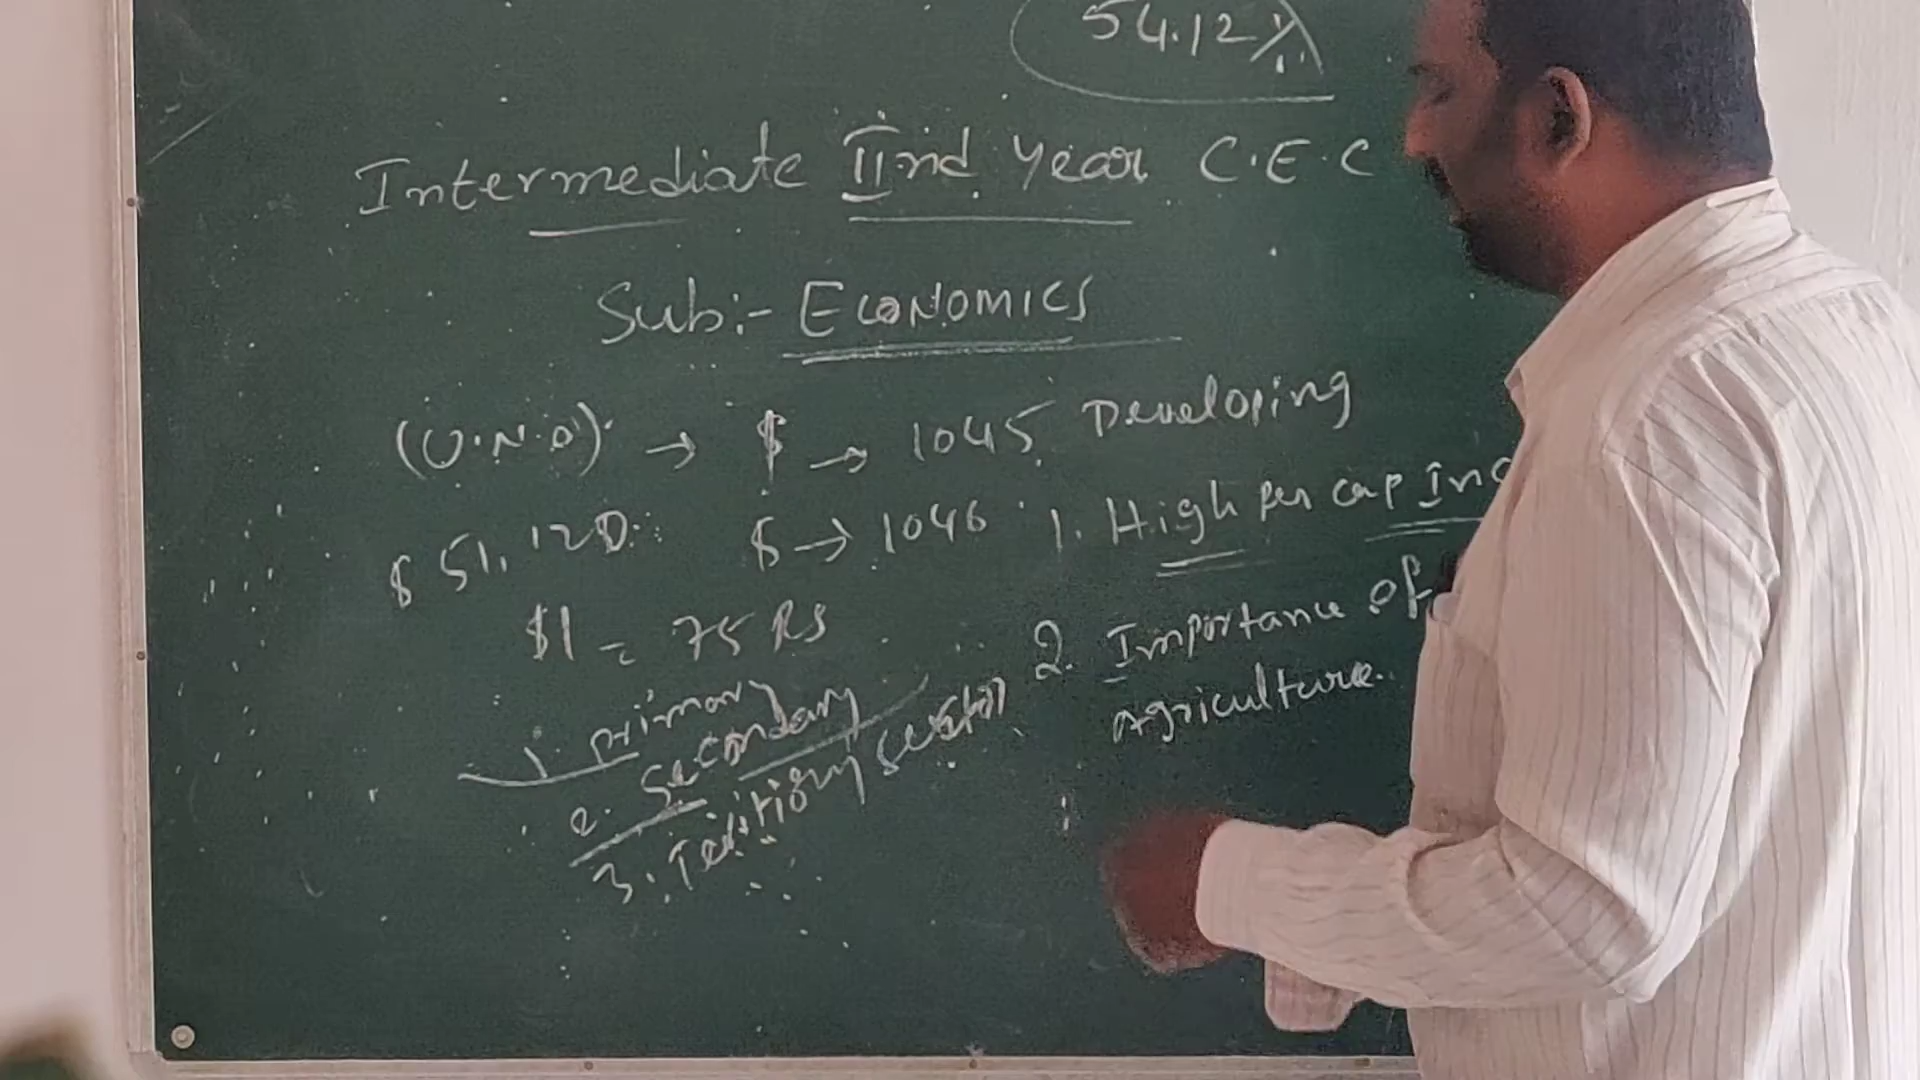 54.12%
Intermediate IInd year C.E.C
Sub:- ECONOMICS
(U.N.O) → $ → 1045 Developing
$ 51,120 $ → 1046
$1 = 75 RS
1. primary
2. Secondary
3. Teritiory sector
1. High per cap Inc
2. Importance of
agriculture.